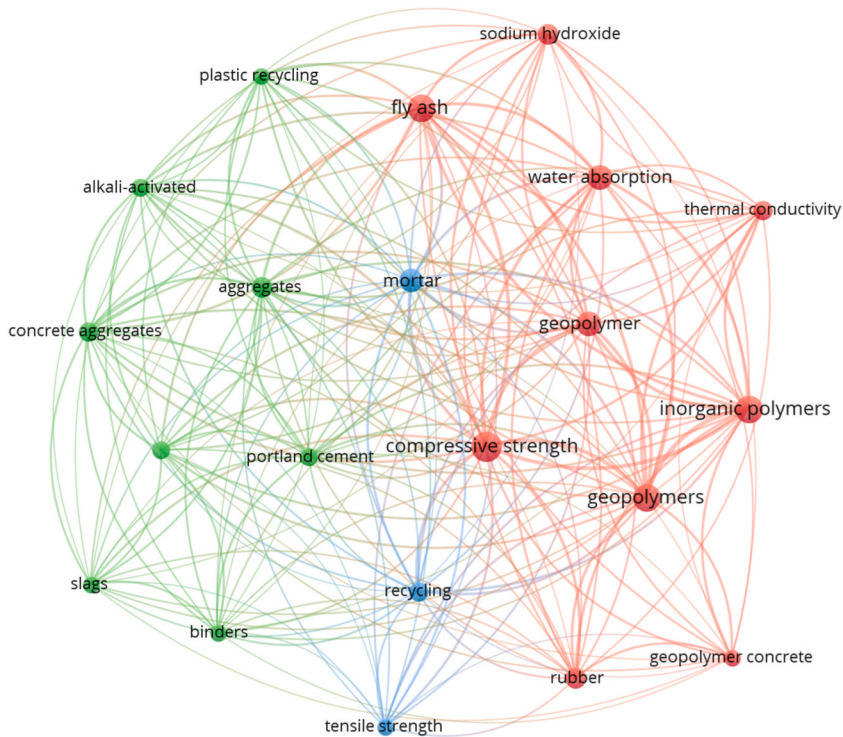 sodium hydroxide
plastic recycling
fly ash
water absorption
alkali-activated
thermal conductivity
aggregates
mortar
concrete aggregates
geopolymer
inorganic polymers
compressive strength
portland cement
geopolymers
slags
recycling
binders
geopolymer concrete
rubber
tensile strength